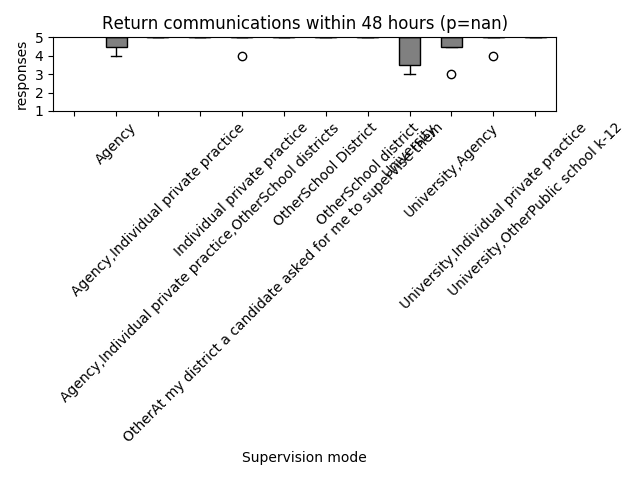 Return communications within 48 hours (p=nan)
responses
5
4
3
2
1
Agency
Agency,Individual private practice
Agency,Individual private practice,OtherSchool districts
Individual private practice
OtherAt my district a candidate asked for me to supervise them
OtherSchool District
OtherSchool district
University
University,Agency
University,Individual private practice
University,OtherPublic school k-12
Supervision mode